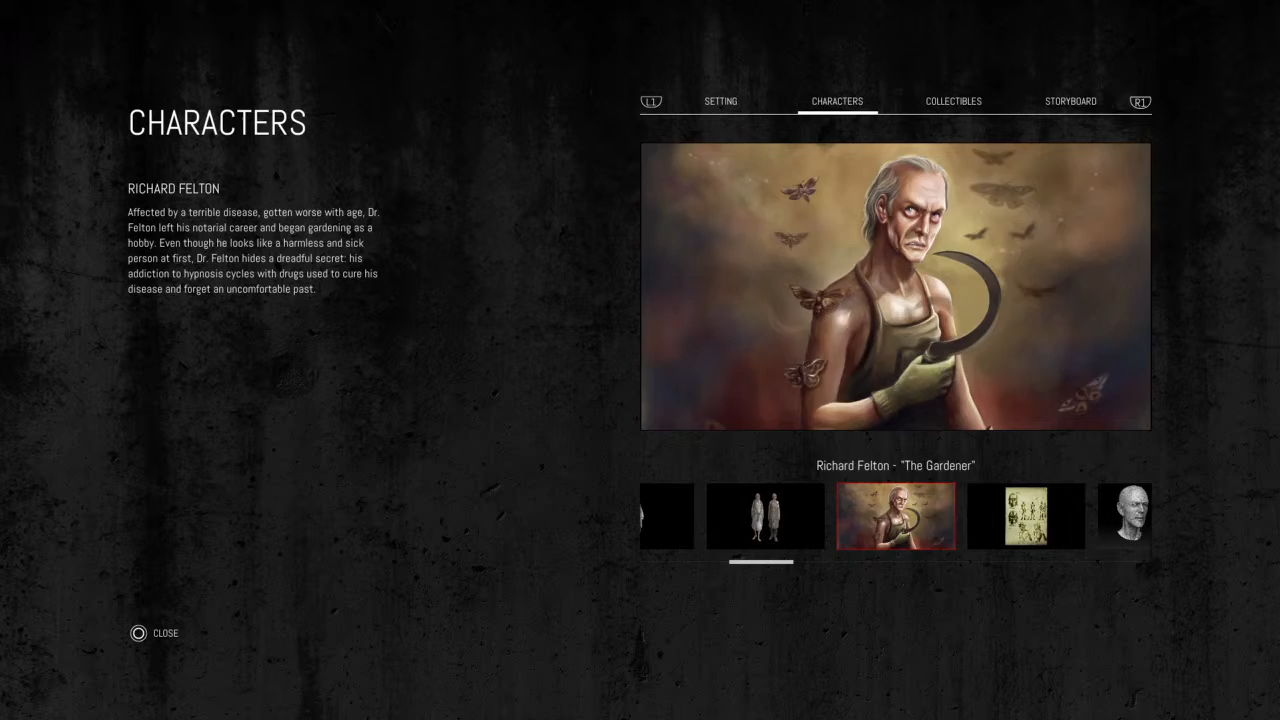 CHARACTERS
RICHARD FELTON
Affected by a terrible disease, gotten worse with age, Dr.
Felton left his notarial career and began gardening as a
hobby. Even though he looks like a harmless and sick
person at first, Dr. Felton hides a dreadful secret: his
addiction to hypnosis cycles with drugs used to cure his
disease and forget an uncomfortable past.
L1 SETTING CHARACTERS COLLECTIBLES STORYBOARD R1
Richard Felton - "The Gardener"
CLOSE